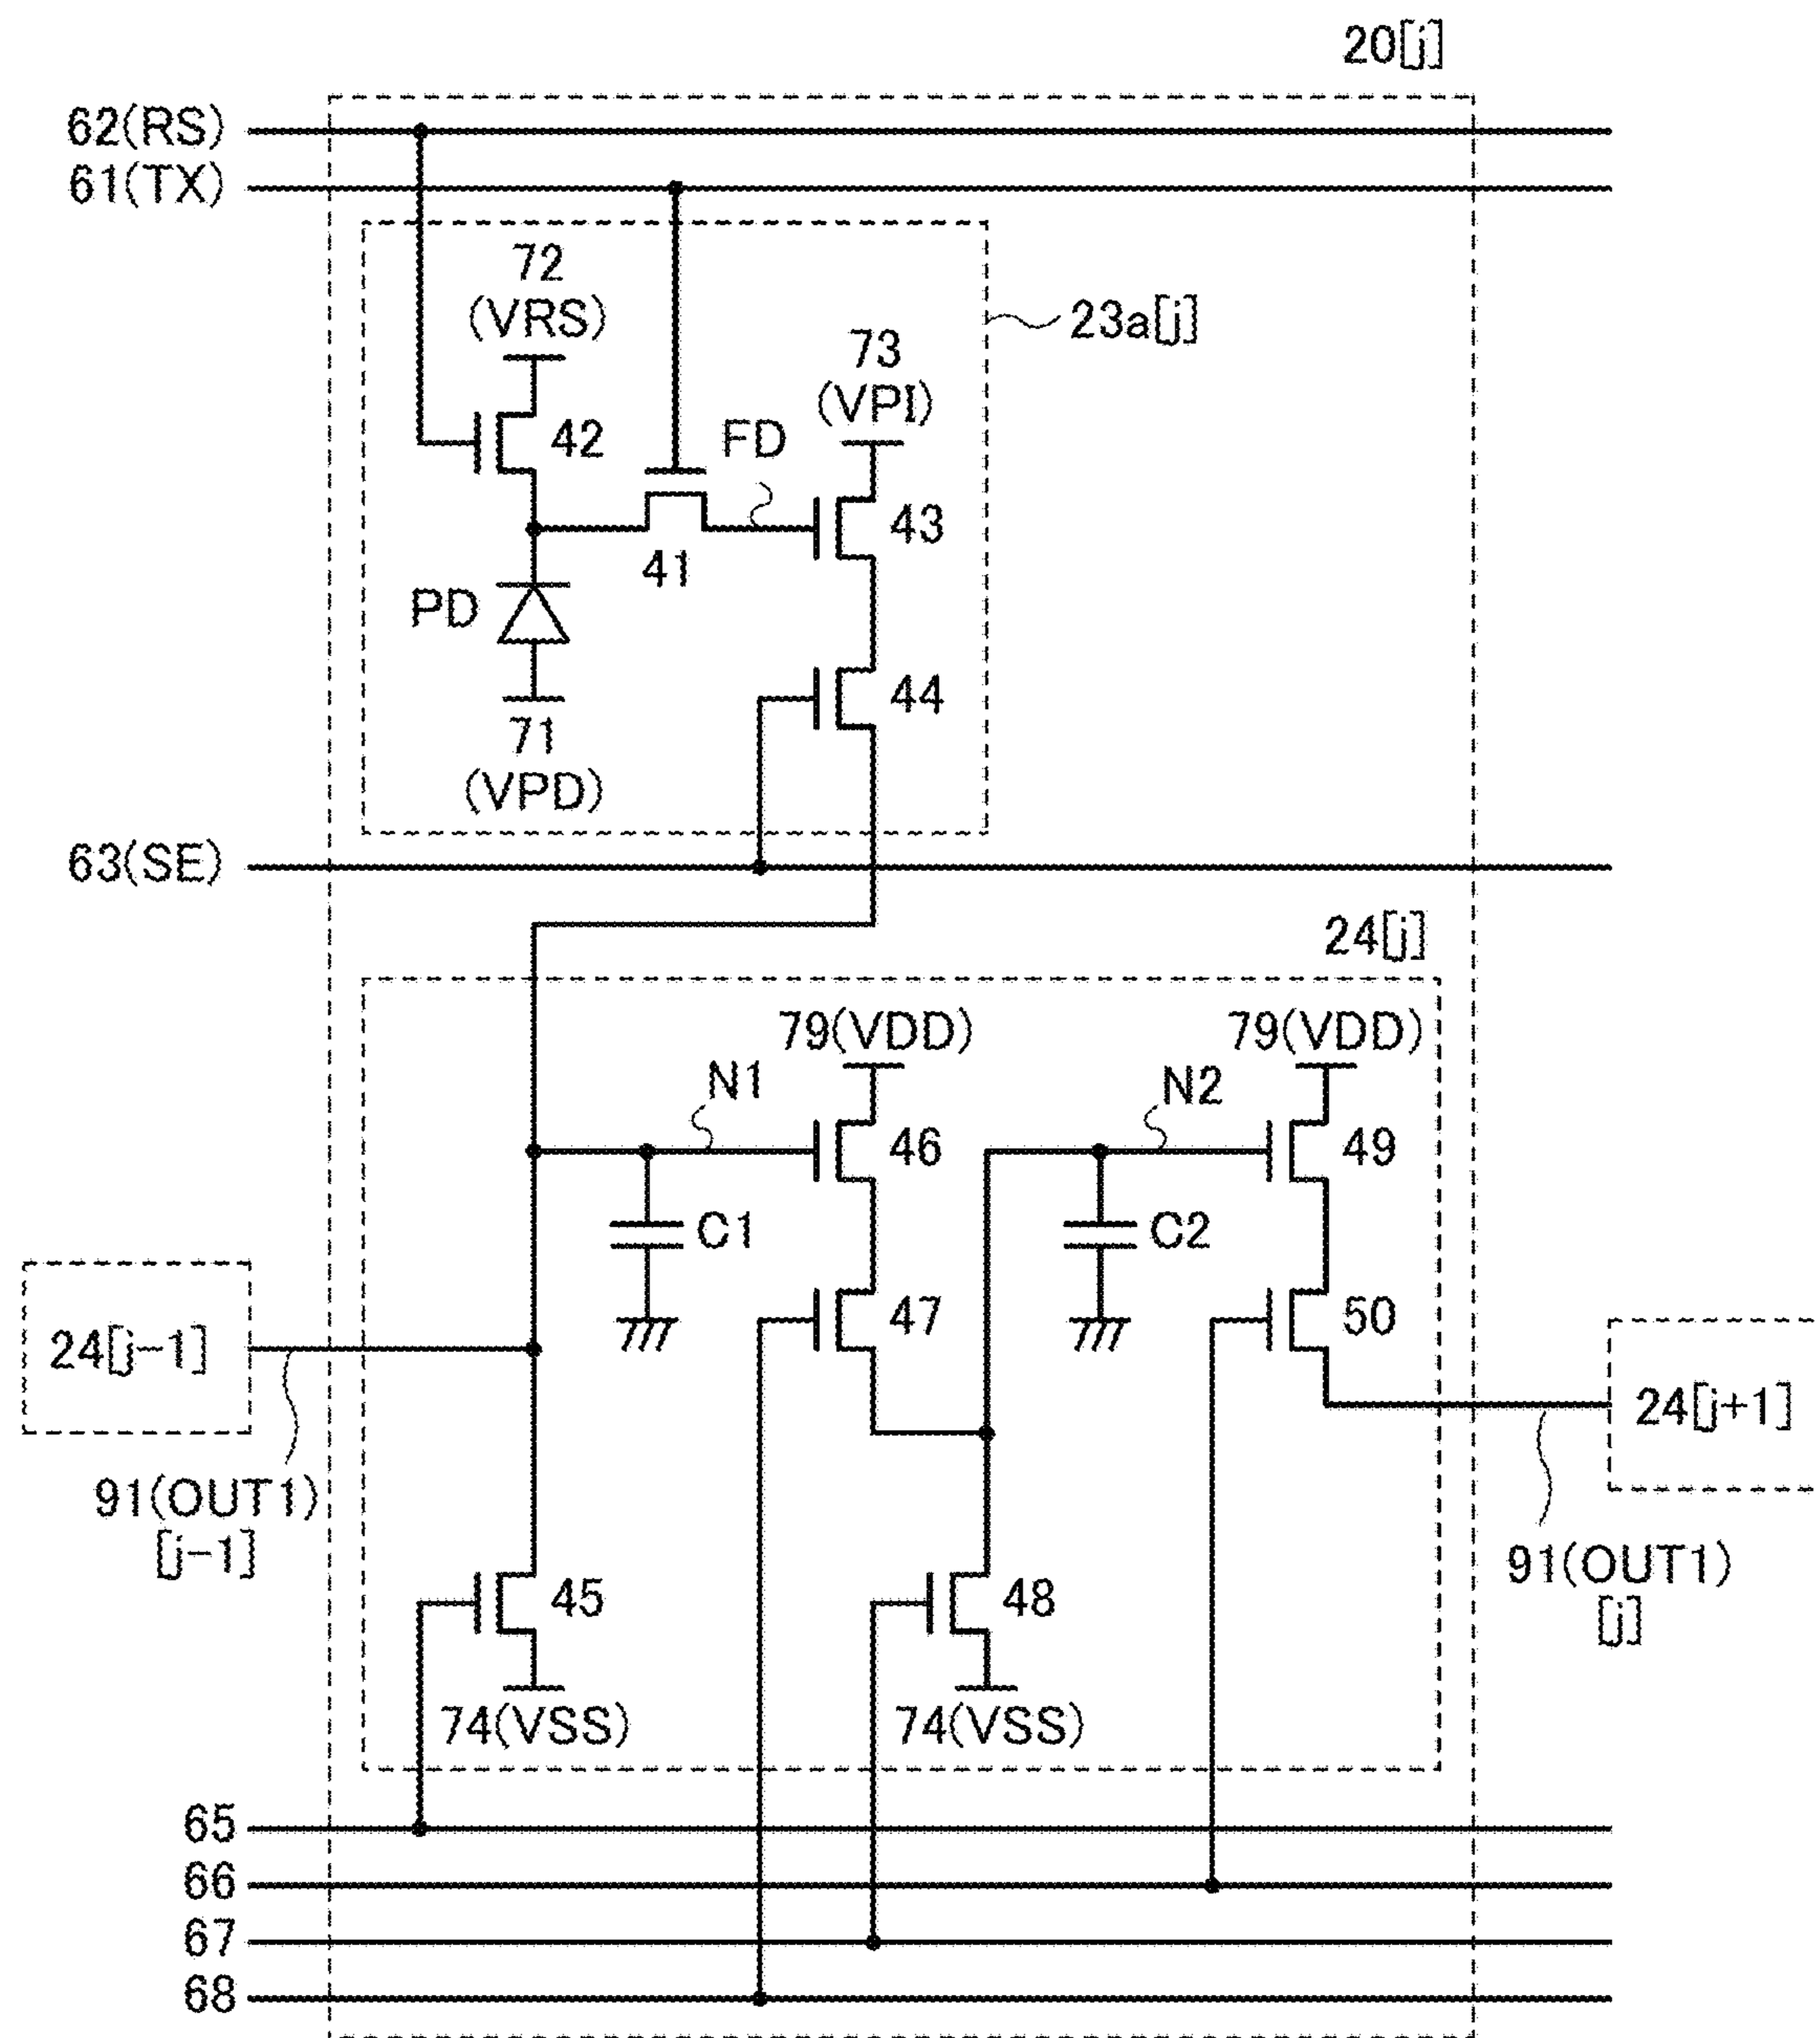 20[j]
62(RS)
61(TX)
72
(VRS)
23a[j]
73
(VPI)
42
FD
43
41
PD
44
71
(VPD)
63(SE)
24[j]
79(VDD)
79(VDD)
N1
N2
46
49
C1
C2
47
50
24[j-1]
24[j+1]
91(OUT1)
[j-1]
91(OUT1)
[j]
45
48
74(VSS)
74(VSS)
65
66
67
68